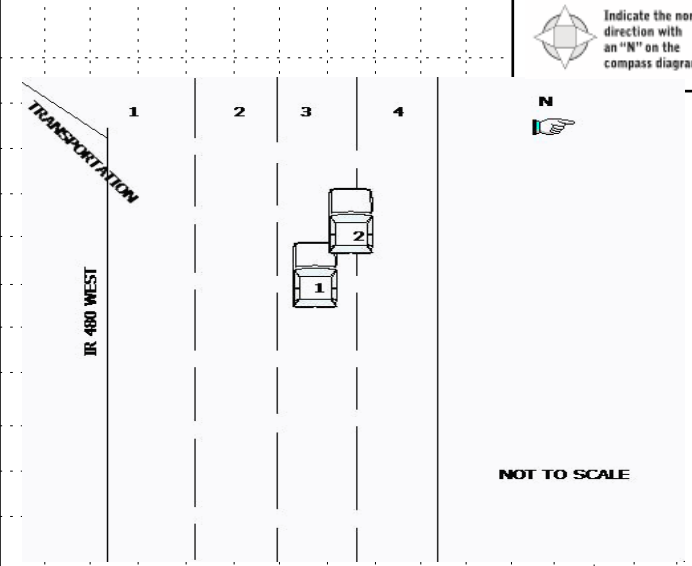 Indicate the nor
direction with
an "N" on the
compass diagra
1 2 3 4
N
TRANSPORTATION
2
1
IR 480 WEST
NOT TO SCALE